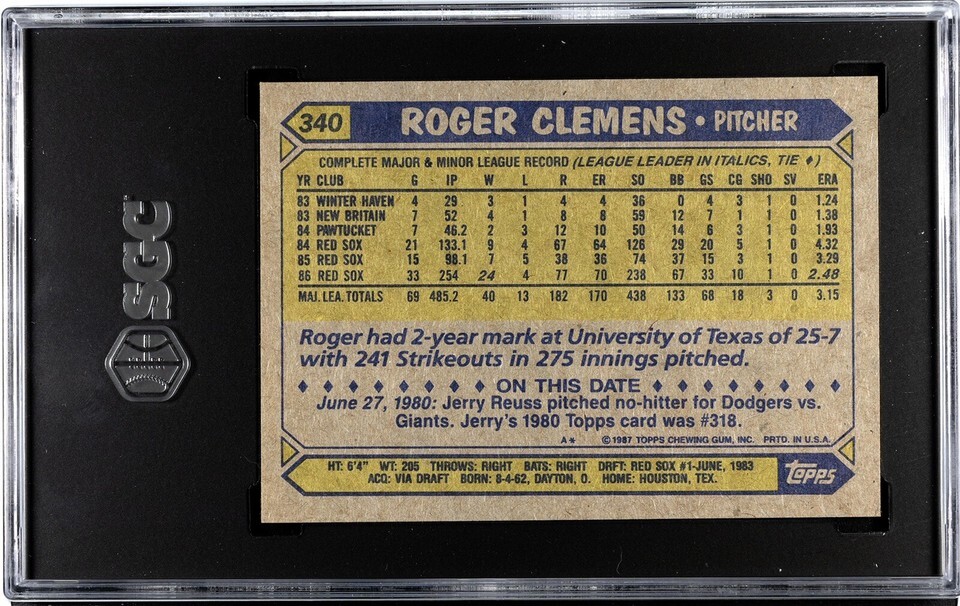 SGC
340 ROGER CLEMENS • PITCHER
COMPLETE MAJOR & MINOR LEAGUE RECORD (LEAGUE LEADER IN ITALICS, TIE ♦)
YR CLUB G IP W L R ER SO BB GS CG SHO SV ERA
83 WINTER HAVEN 4 29 3 1 4 4 36 0 4 3 1 0 1.24
83 NEW BRITAIN 7 52 4 1 8 8 59 12 7 1 1 0 1.38
84 PAWTUCKET 7 46.2 2 3 12 10 50 14 6 3 1 0 1.93
84 RED SOX 21 133.1 9 4 67 64 126 29 20 5 1 0 4.32
85 RED SOX 15 98.1 7 5 38 36 74 37 15 3 1 0 3.29
86 RED SOX 33 254 24 4 77 70 238 67 33 10 1 0 2.48
MAJ. LEA. TOTALS 69 485.2 40 13 182 170 438 133 68 18 3 0 3.15
Roger had 2-year mark at University of Texas of 25-7
with 241 Strikeouts in 275 innings pitched.
♦ ♦ ♦ ♦ ♦ ♦ ♦ ♦ ♦ ON THIS DATE ♦ ♦ ♦ ♦ ♦ ♦ ♦ ♦ ♦
June 27, 1980: Jerry Reuss pitched no-hitter for Dodgers vs.
Giants. Jerry's 1980 Topps card was #318.
A* © 1987 TOPPS CHEWING GUM, INC. PRTD. IN U.S.A.
HT: 6'4" WT: 205 THROWS: RIGHT BATS: RIGHT DRFT: RED SOX #1-JUNE, 1983
ACQ: VIA DRAFT BORN: 8-4-62, DAYTON, O. HOME: HOUSTON, TEX.
topps